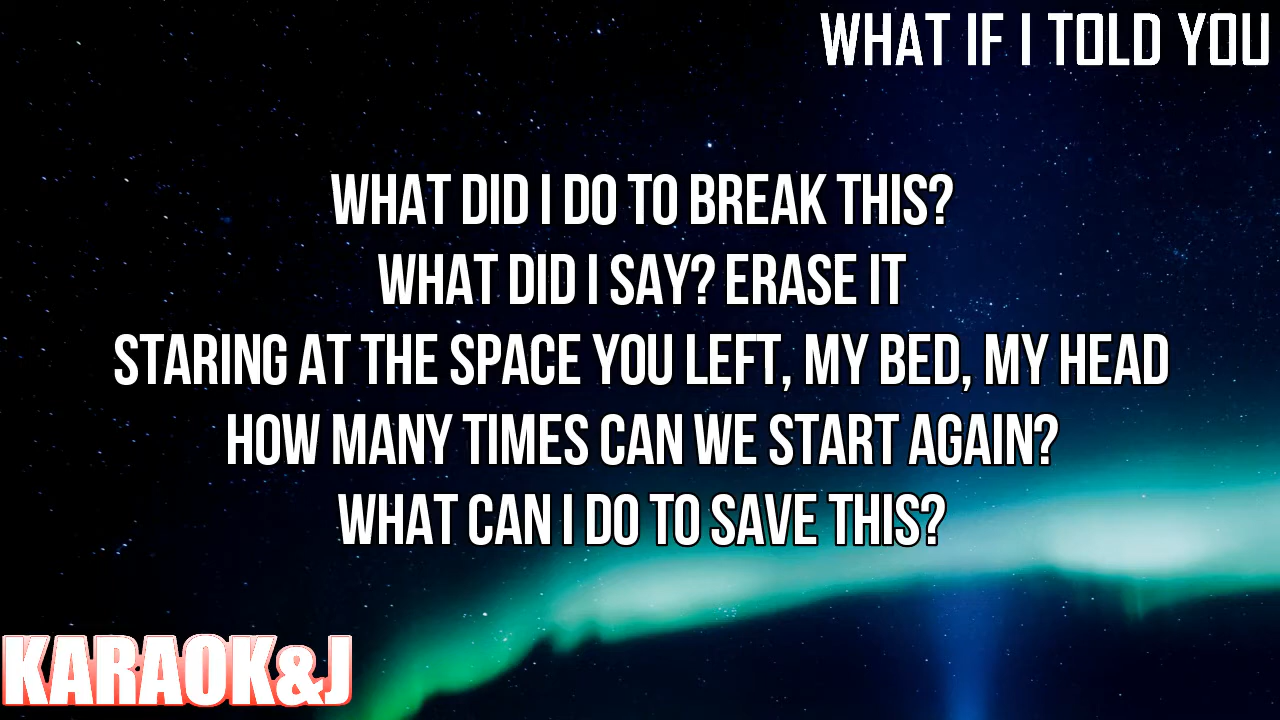 WHAT IF I TOLD YOU
WHAT DID I DO TO BREAK THIS?
WHAT DID I SAY? ERASE IT
STARING AT THE SPACE YOU LEFT, MY BED, MY HEAD
HOW MANY TIMES CAN WE START AGAIN?
WHAT CAN I DO TO SAVE THIS?
KARAOK&J